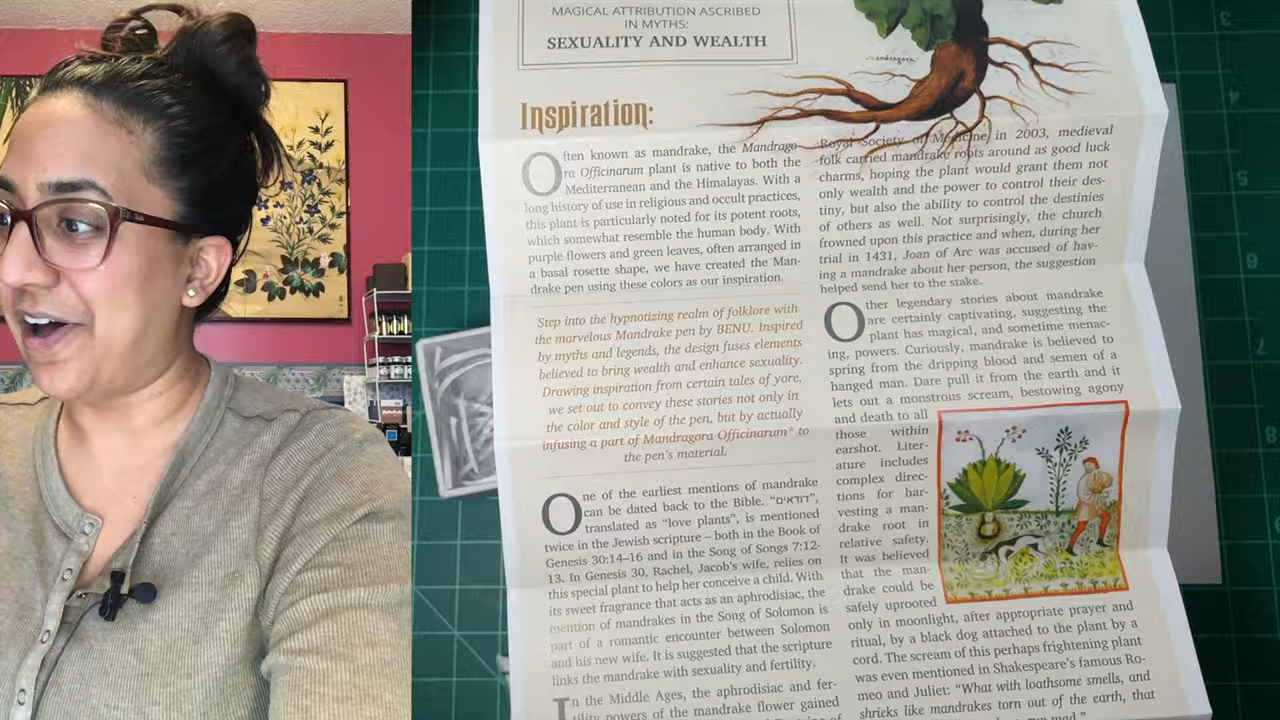 MAGICAL ATTRIBUTION ASCRIBED
IN MYTHS:
SEXUALITY AND WEALTH
mandragora
Inspiration:
Often known as mandrake, the Mandrago-
ra Officinarum plant is native to both the
Mediterranean and the Himalayas. With a
long history of use in religious and occult practices,
this plant is particularly noted for its potent roots,
which somewhat resemble the human body. With
purple flowers and green leaves, often arranged in
a basal rosette shape, we have created the Man-
drake pen using these colors as our inspiration.
Step into the hypnotizing realm of folklore with
the marvelous Mandrake pen by BENU. Inspired
by myths and legends, the design fuses elements
believed to bring wealth and enhance sexuality.
Drawing inspiration from certain tales of yore,
we set out to convey these stories not only in
the color and style of the pen, but by actually
infusing a part of Mandragora Officinarum* to
the pen's material.
One of the earliest mentions of mandrake
can be dated back to the Bible. "דודאים",
translated as "love plants", is mentioned
twice in the Jewish scripture – both in the Book of
Genesis 30:14-16 and in the Song of Songs 7:12-
13. In Genesis 30, Rachel, Jacob's wife, relies on
this special plant to help her conceive a child. With
its sweet fragrance that acts as an aphrodisiac, the
mention of mandrakes in the Song of Solomon is
part of a romantic encounter between Solomon
and his new wife. It is suggested that the scripture
links the mandrake with sexuality and fertility.
In the Middle Ages, the aphrodisiac and fer-
tility powers of the mandrake flower gained
Royal Society of Medicine in 2003, medieval
folk carried mandrake roots around as good luck
charms, hoping the plant would grant them not
only wealth and the power to control their des-
tiny, but also the ability to control the destinies
of others as well. Not surprisingly, the church
frowned upon this practice and when, during her
trial in 1431, Joan of Arc was accused of hav-
ing a mandrake about her person, the suggestion
helped send her to the stake.
Other legendary stories about mandrake
are certainly captivating, suggesting the
plant has magical, and sometime menac-
ing, powers. Curiously, mandrake is believed to
spring from the dripping blood and semen of a
hanged man. Dare pull it from the earth and it
lets out a monstrous scream, bestowing agony
and death to all
those within
earshot. Liter-
ature includes
complex direc-
tions for har-
vesting a man-
drake root in
relative safety.
It was believed
that the man-
drake could be
safely uprooted
only in moonlight, after appropriate prayer and
ritual, by a black dog attached to the plant by a
cord. The scream of this perhaps frightening plant
was even mentioned in Shakespeare's famous Ro-
meo and Juliet: "What with loathsome smells, and
shrieks like mandrakes torn out of the earth, that
run mad."
3
4
5
6
7
8